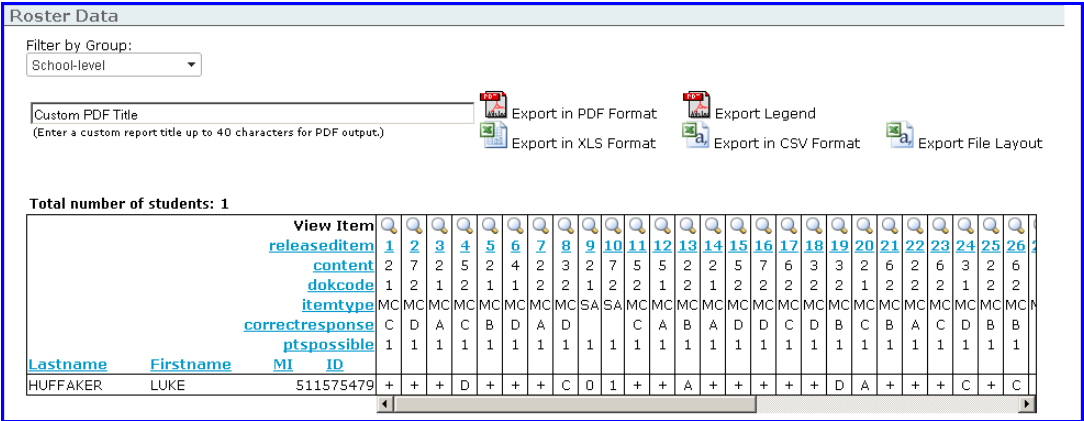 Roster Data
Filter by Group:
School-level
Custom PDF Title
(Enter a custom report title up to 40 characters for PDF output.)
Export in PDF Format Export Legend
Export in XLS Format Export in CSV Format Export File Layout
Total number of students: 1
View Item
releaseditem 1 2 3 4 5 6 7 8 9 10 11 12 13 14 15 16 17 18 19 20 21 22 23 24 25 26
content 2 7 2 5 2 4 2 3 2 7 5 5 2 2 5 7 6 3 3 2 6 2 6 3 2 6
dokcode 1 2 1 2 1 1 2 2 1 2 1 2 2 1 2 2 2 2 2 2 2 2 2 1 2 2
itemtype MC MC MC MC MC MC MC MC SA SA MC MC MC MC MC MC MC MC MC MC MC MC MC MC MC MC
correctresponse C D A C B D A D C A B A D D C D B C B A C D B B
ptspossible 1 1 1 1 1 1 1 1 1 1 1 1 1 1 1 1 1 1 1 1 1 1 1 1 1 1
Lastname Firstname MI ID
HUFFAKER LUKE 511575479 + + + D + + + C 0 1 + + A + + + + + D A + + + C + C